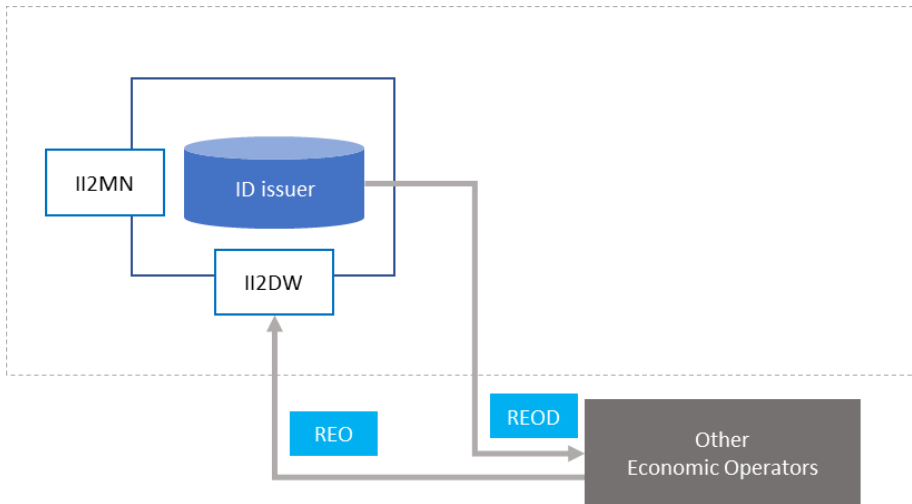 II2MN
ID issuer
II2DW
REO
REOD
Other
Economic Operators